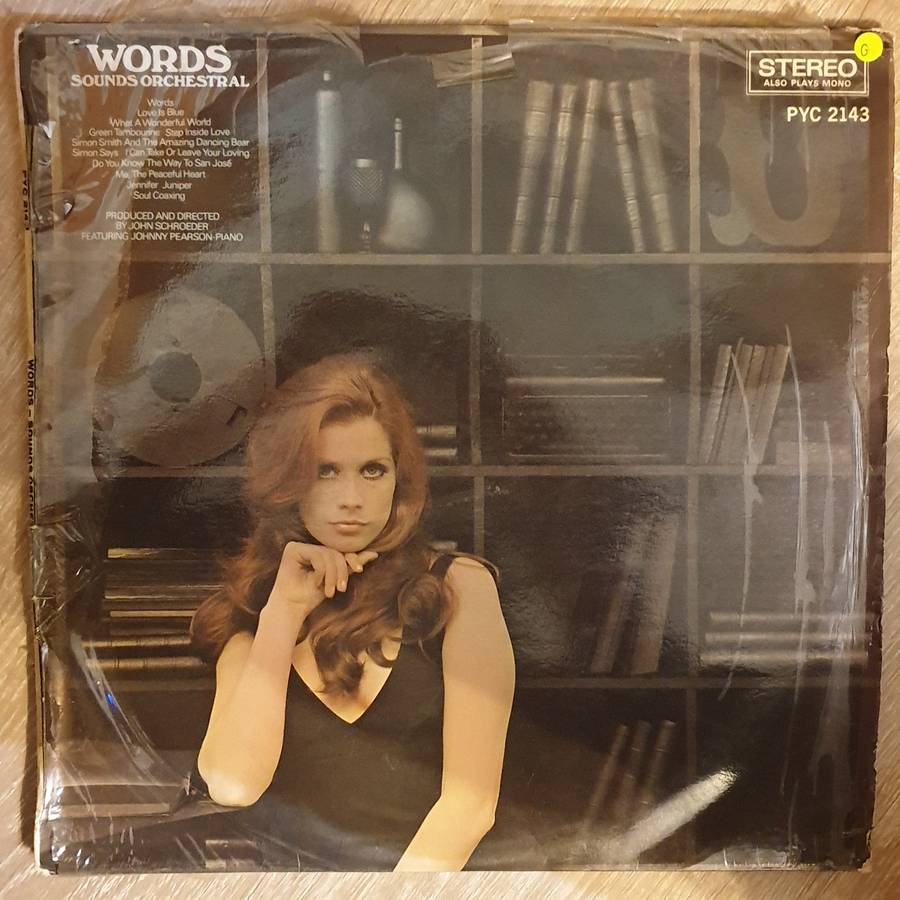 WORDS
SOUNDS ORCHESTRAL
Words
Love Is Blue
What A Wonderful World
Green Tambourine Step Inside Love
Simon Smith And The Amazing Dancing Bear
Simon Says I Can Take Or Leave Your Loving
Do You Know The Way To San José
Me, The Peaceful Heart
Jennifer Juniper
Soul Coaxing
PRODUCED AND DIRECTED
BY JOHN SCHROEDER
FEATURING JOHNNY PEARSON-PIANO
STEREO
ALSO PLAYS MONO
G
PYC 2143
WORDS – SOUNDS